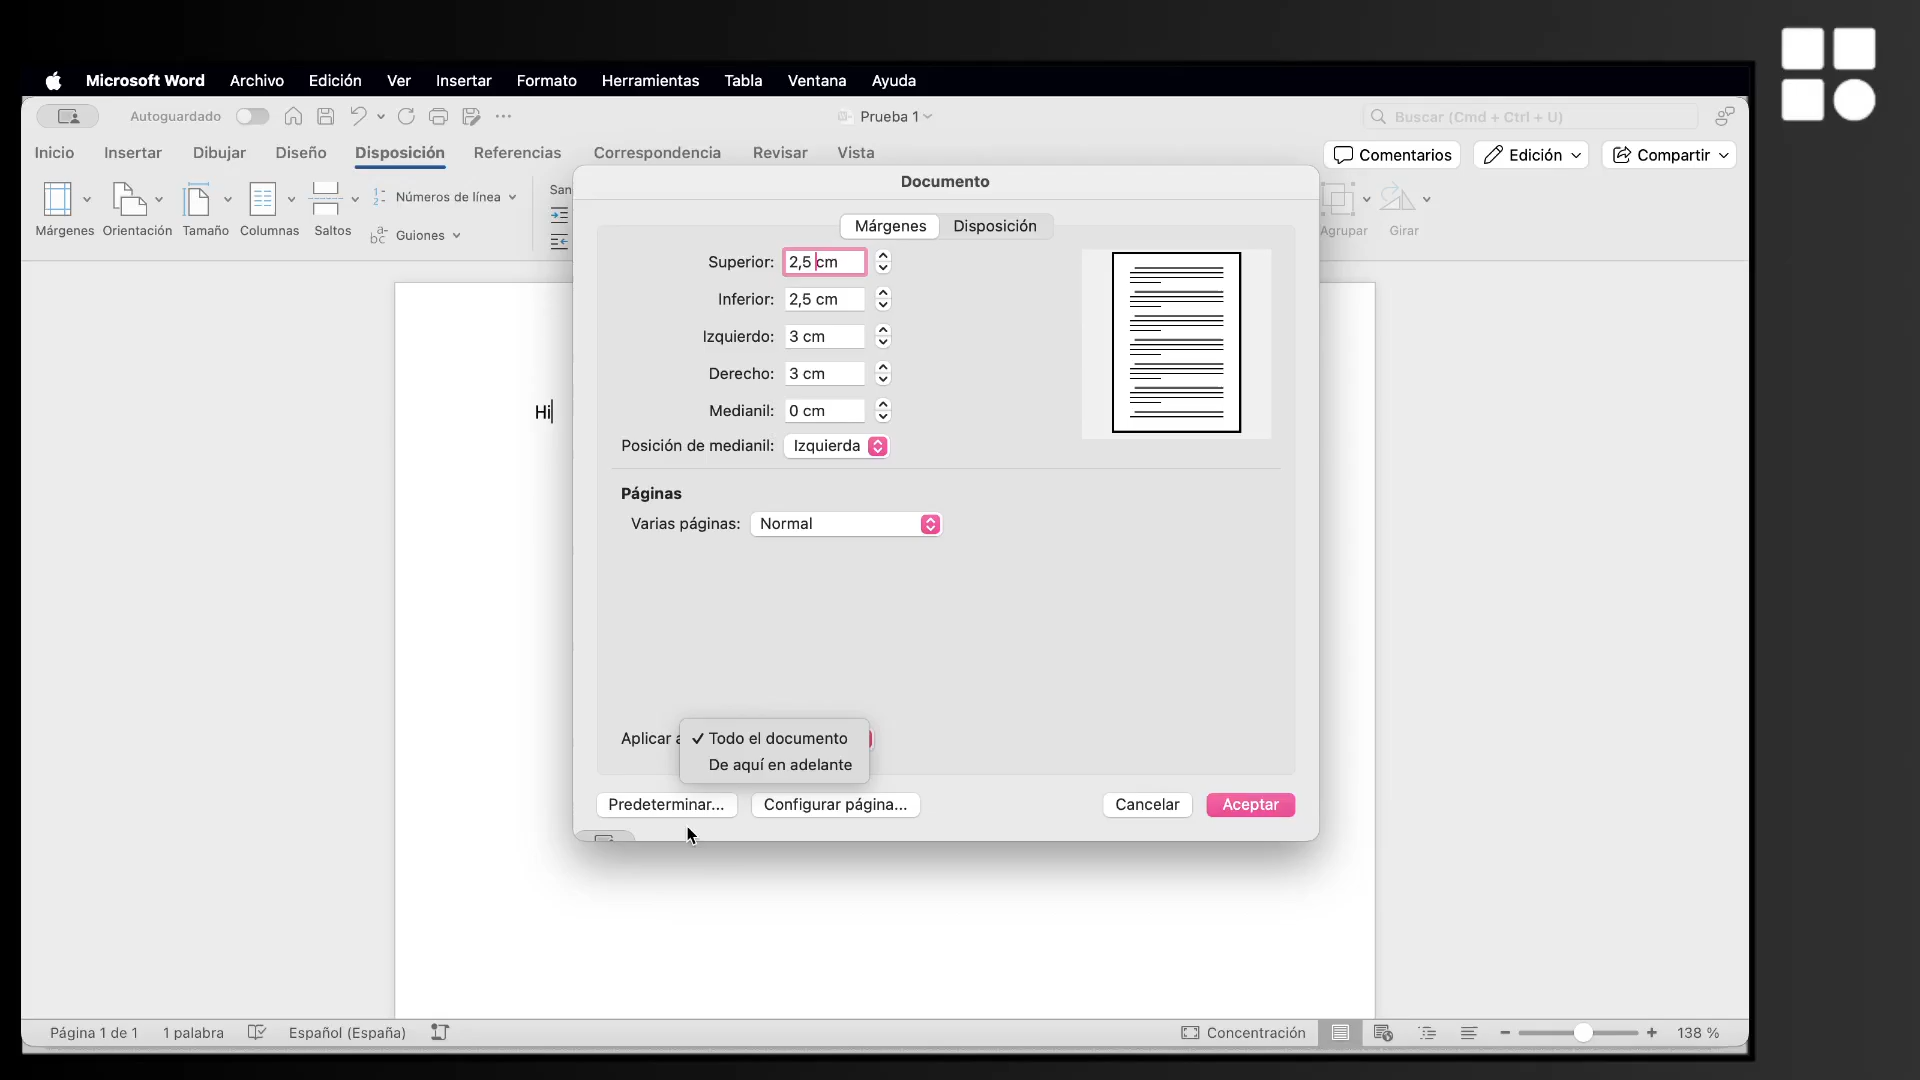 Microsoft Word Archivo Edición Ver Insertar Formato Herramientas Tabla Ventana Ayuda
Autoguardado
Prueba 1
Buscar (Cmd + Ctrl + U)
Inicio Insertar Dibujar Diseño Disposición Referencias Correspondencia Revisar Vista
Comentarios Edición Compartir
Márgenes Orientación Tamaño Columnas Saltos
Números de línea
Guiones
San
Agrupar Girar
Documento
Márgenes Disposición
Superior: 2,5 cm
Inferior: 2,5 cm
Izquierdo: 3 cm
Derecho: 3 cm
Medianil: 0 cm
Posición de medianil: Izquierda
Hi
Páginas
Varias páginas: Normal
Aplicar a ✓ Todo el documento
De aquí en adelante
Predeterminar... Configurar página... Cancelar Aceptar
Página 1 de 1 1 palabra Español (España) Concentración 138 %